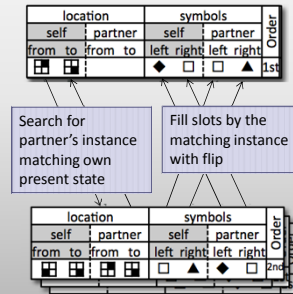 location symbols
self partner self partner Order
from to from to left right left right
1st
Search for
partner's instance
matching own
present state
Fill slots by the
matching instance
with flip
location symbols
self partner self partner Order
from to from to left right left right
2nd